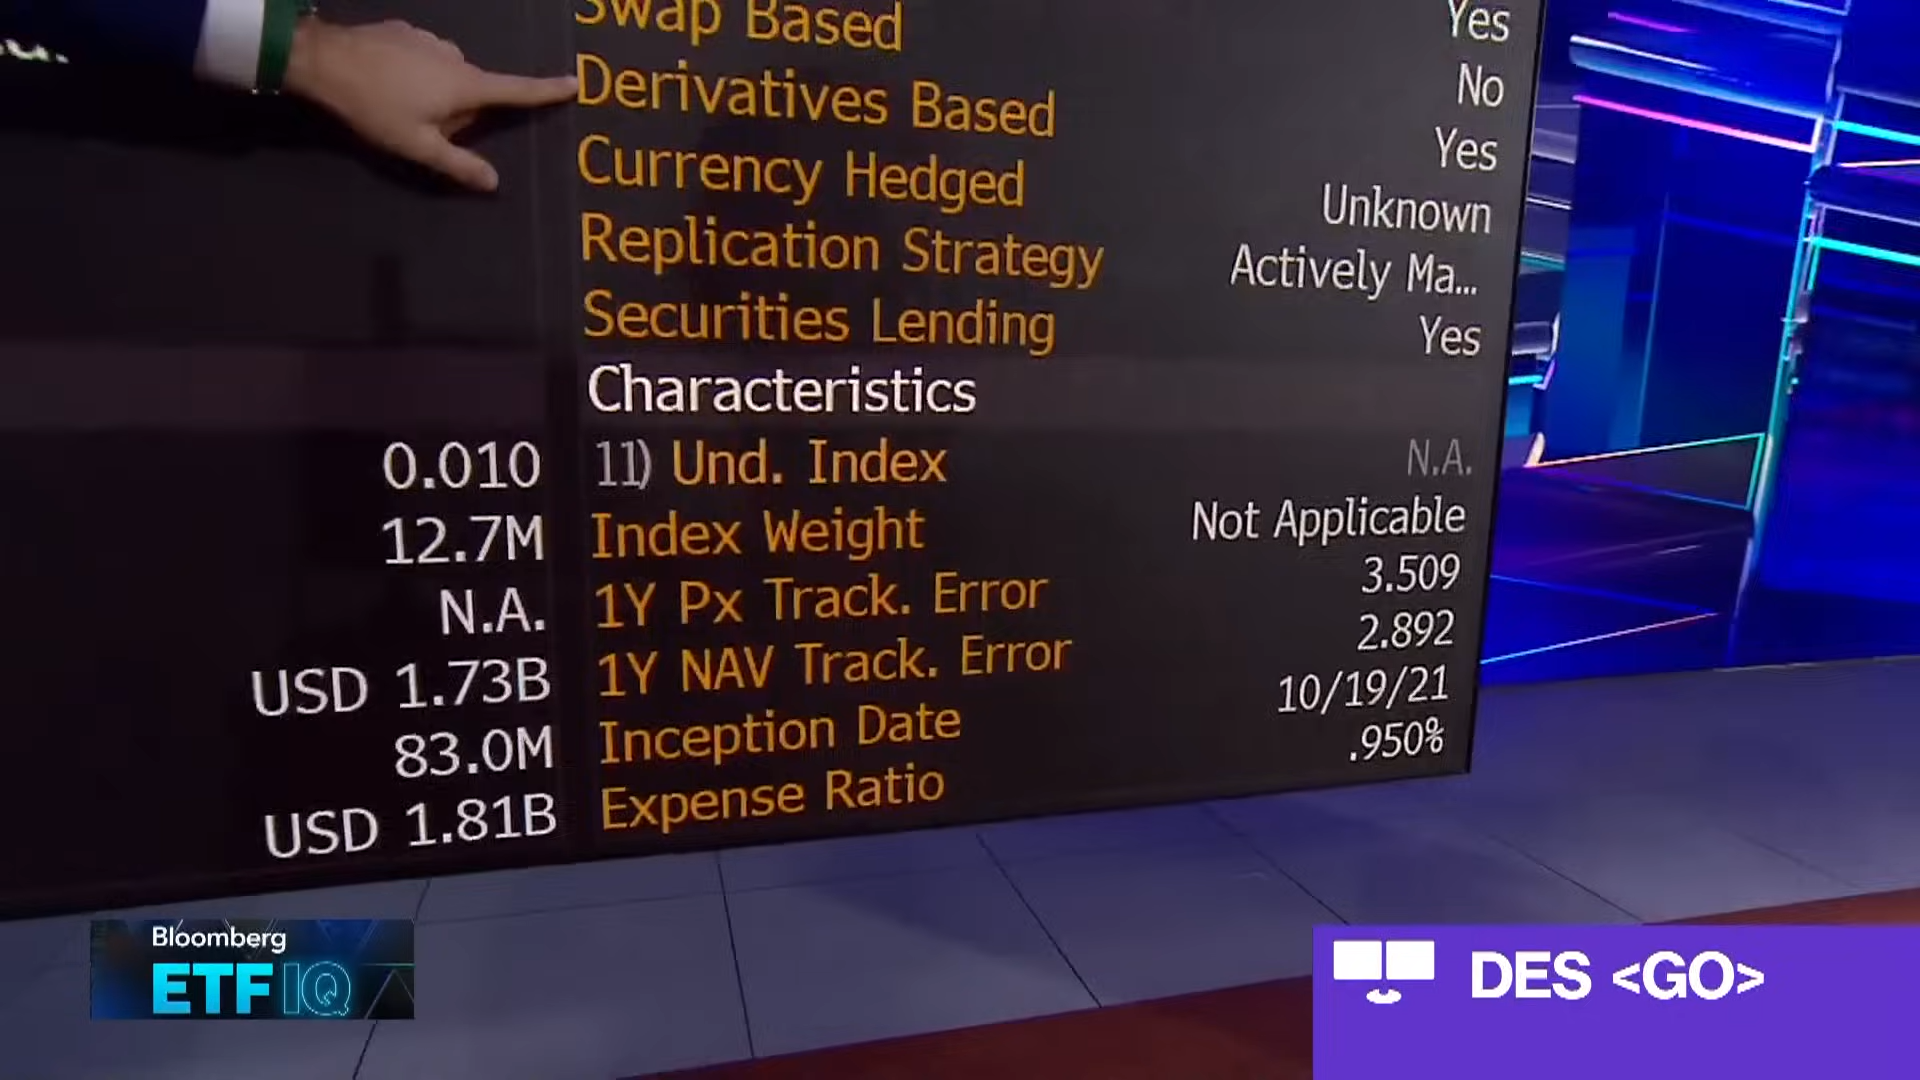 Swap Based Yes
Derivatives Based No
Currency Hedged Yes
Replication Strategy Unknown
Securities Lending Actively Ma...
Yes
Characteristics
0.010 11) Und. Index N.A.
12.7M Index Weight Not Applicable
N.A. 1Y Px Track. Error 3.509
USD 1.73B 1Y NAV Track. Error 2.892
83.0M Inception Date 10/19/21
USD 1.81B Expense Ratio .950%
Bloomberg
ETF IQ
DES <GO>